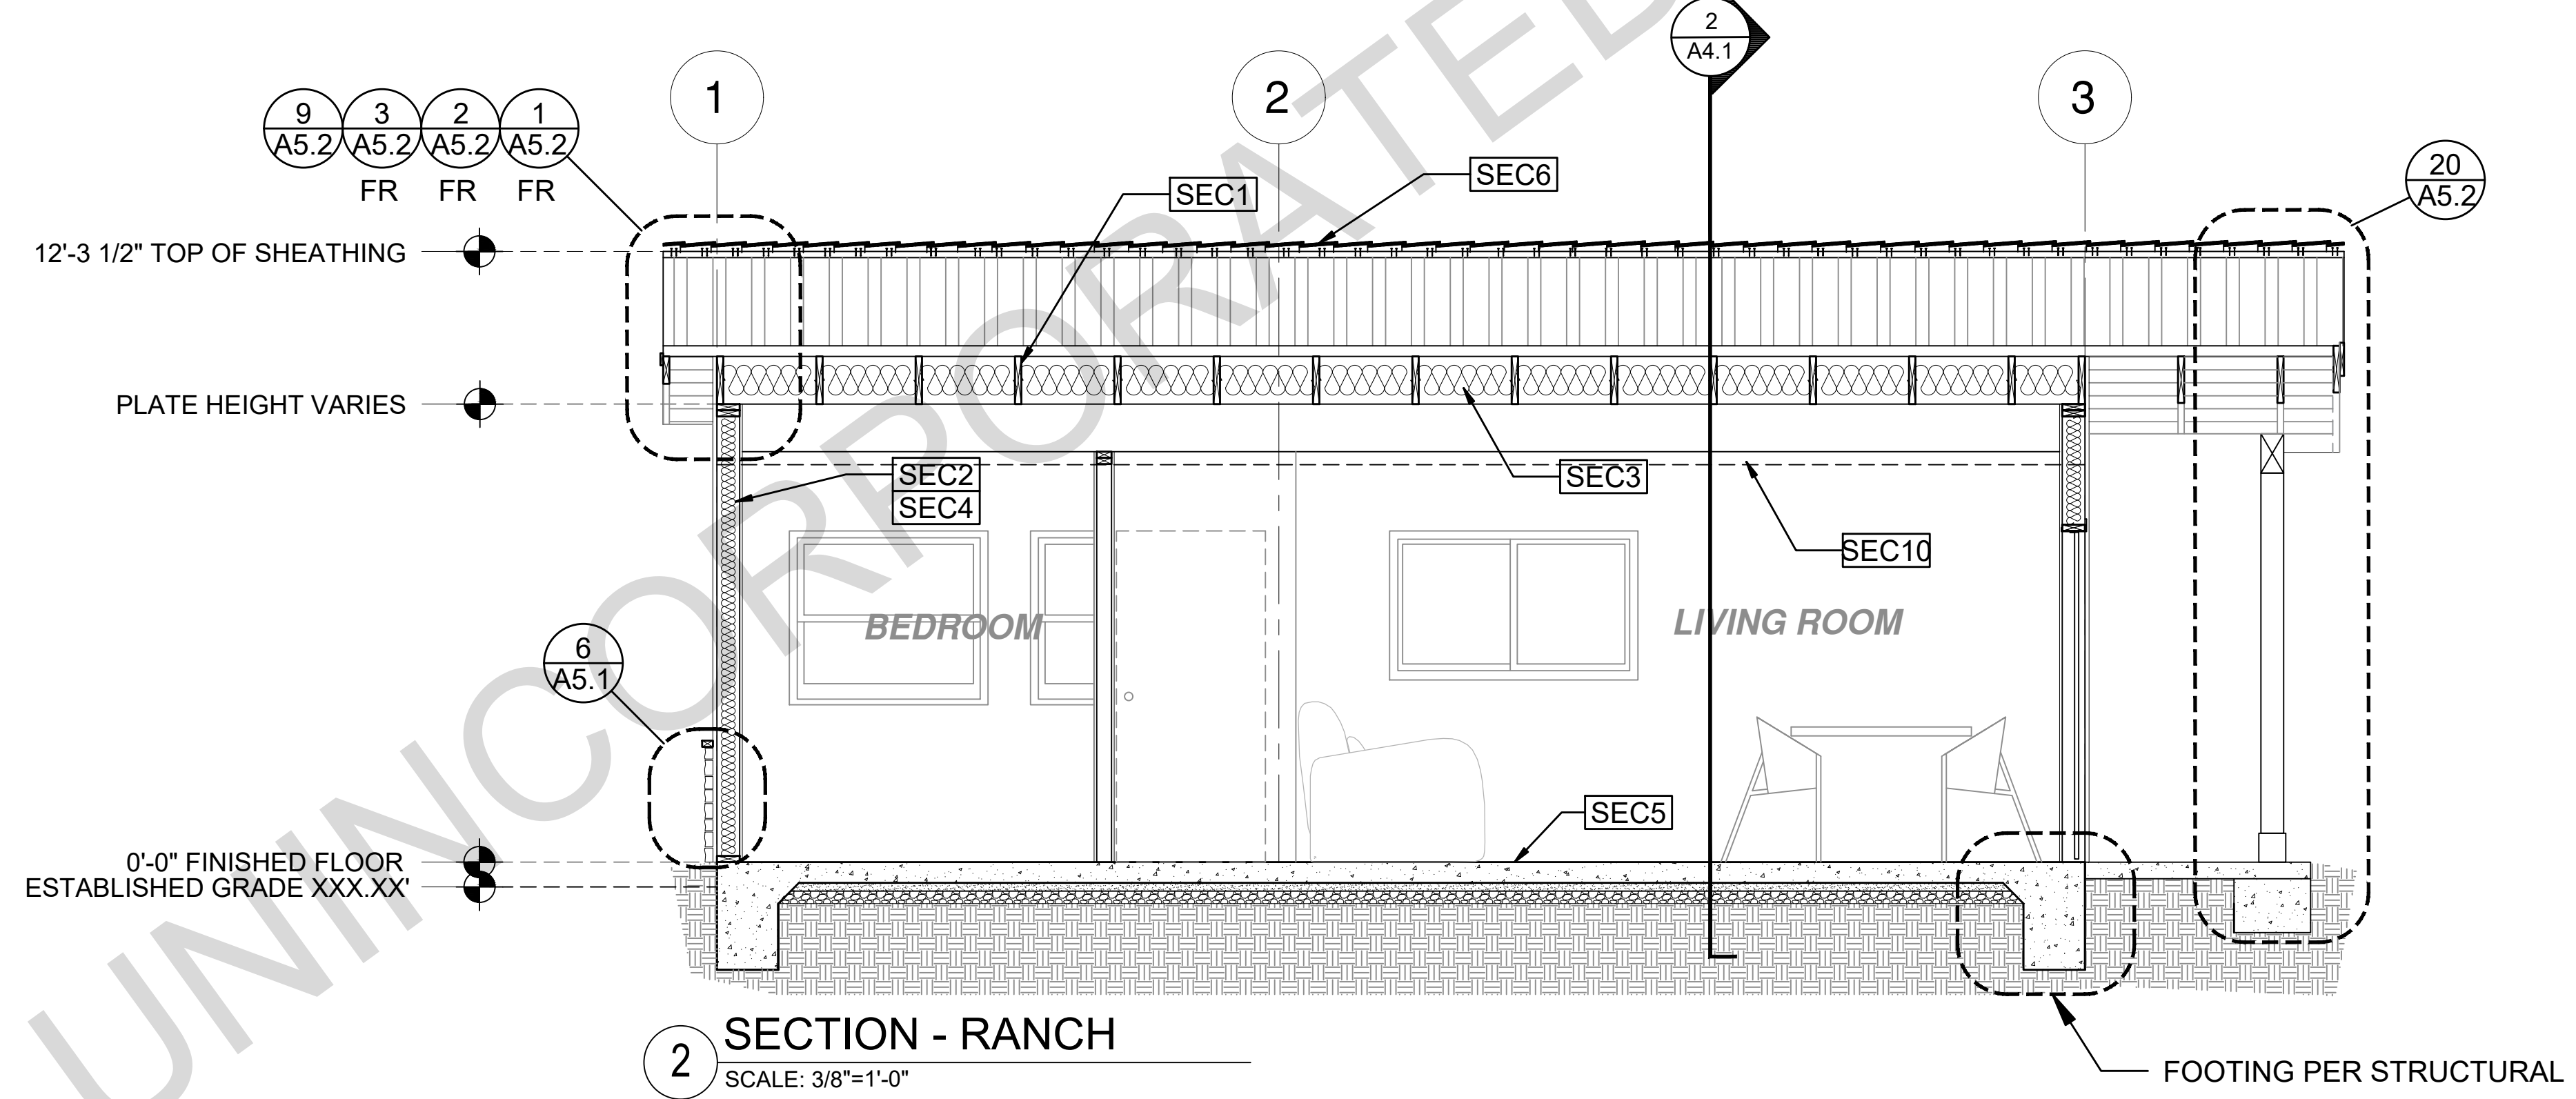 UNINCORPORATED
2
A4.1
1
2
3
9
A5.2
3
A5.2
2
A5.2
1
A5.2
FR
FR
FR
20
A5.2
SEC6
SEC1
12'-3 1/2" TOP OF SHEATHING
PLATE HEIGHT VARIES
SEC2
SEC4
SEC3
SEC10
BEDROOM
LIVING ROOM
6
A5.1
SEC5
0'-0" FINISHED FLOOR
ESTABLISHED GRADE XXX.XX'
2
SECTION - RANCH
SCALE: 3/8"=1'-0"
FOOTING PER STRUCTURAL